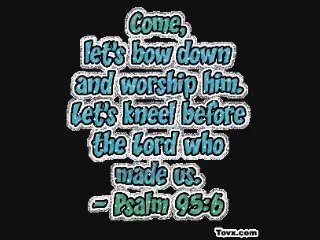 Come,
let's bow down
and worship him.
Let's kneel before
the Lord who
made us.
- Psalm 95:6
Tovx.com